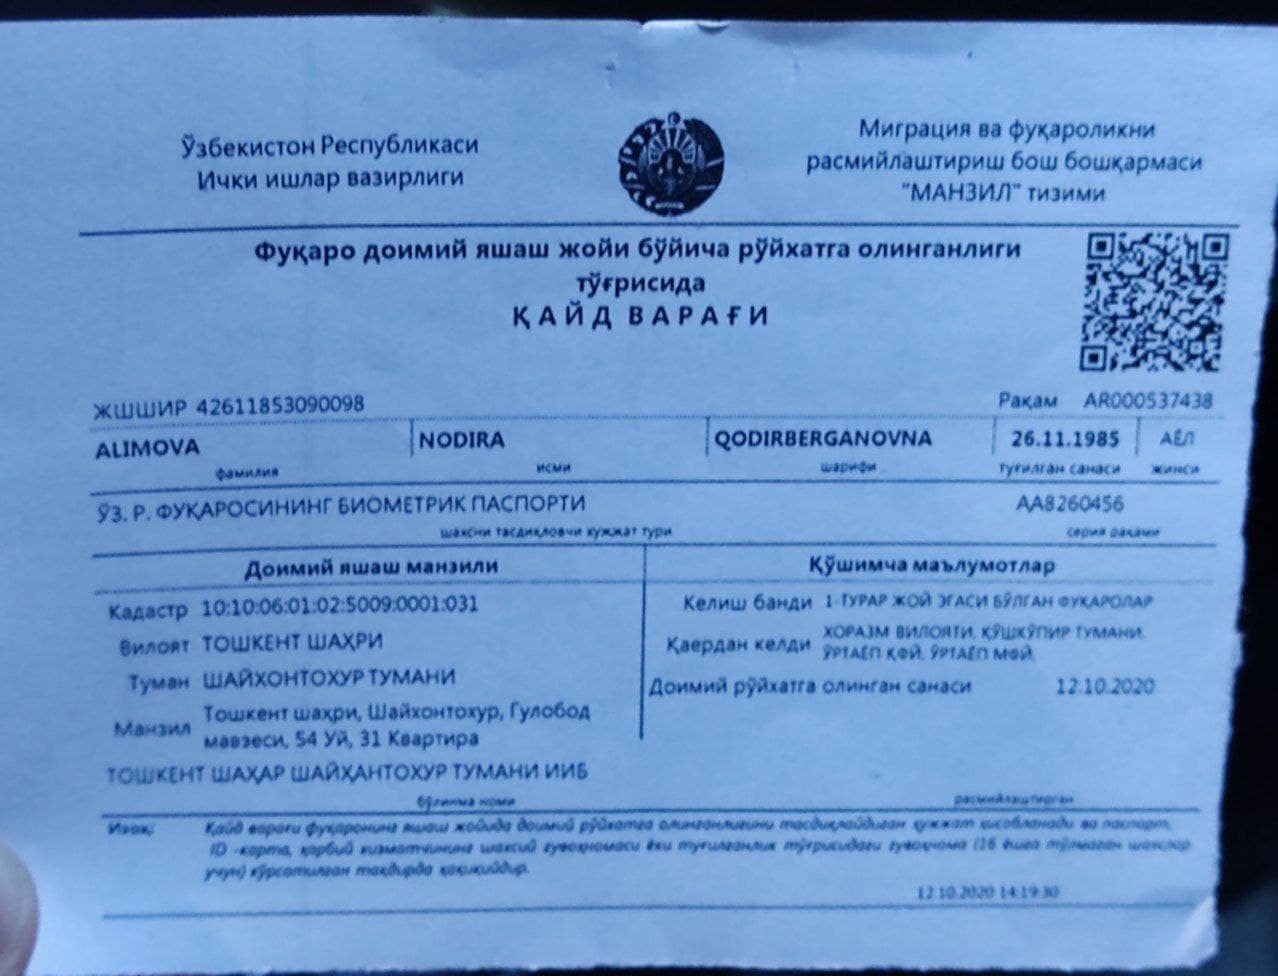 Ўзбекистон Республикаси
Ички ишлар вазирлиги
Миграция ва фуқароликни
расмийлаштириш бош бошқармаси
"МАНЗИЛ" тизими
Фуқаро доимий яшаш жойи бўйича рўйхатга олинганлиги
тўғрисида
ҚАЙД ВАРАҒИ
ЖШШИР 42611853090098
Рақам AR000537438
ALIMOVA NODIRA QODIRBERGANOVNA 26.11.1985 АЁЛ
фамилия исми шарифи туғилган санаси жинси
ЎЗ. Р. ФУҚАРОСИНИНГ БИОМЕТРИК ПАСПОРТИ AA8260456
шахсни тасдиқловчи ҳужжат тури серия рақами
Доимий яшаш манзили
Кадастр 10:10:06:01:02:5009:0001:031
Вилоят ТОШКЕНТ ШАҲРИ
Туман ШАЙХОНТОХУР ТУМАНИ
Манзил Тошкент шаҳри, Шайхонтохур, Гулобод
мавзеси, 54 Уй, 31 Квартира
Қўшимча маълумотлар
Келиш банди 1-ТУРАР ЖОЙ ЭГАСИ БЎЛГАН ФУҚАРОЛАР
Қаердан келди ХОРАЗМ ВИЛОЯТИ, ҚЎШКЎПИР ТУМАНИ,
ЎРТАЁП ҚФЙ, ЎРТАЁП МФЙ,
Доимий рўйхатга олинган санаси 12.10.2020
ТОШКЕНТ ШАҲАР ШАЙҲАНТОХУР ТУМАНИ ИИБ
бўлинма номи расмийлаштирган
Изоҳ: Қайд варағи фуқаронинг яшаш жойида доимий рўйхатга олинганлигини тасдиқлайдиган ҳужжат ҳисобланади ва паспорт,
ID -карта, ҳарбий хизматчининг шахсий гувоҳномаси ёки туғилганлик тўғрисидаги гувоҳнома (16 ёшга тўлмаган шахслар
учун) кўрсатилган тақдирда ҳақиқийдир.
12.10.2020 14:19:30